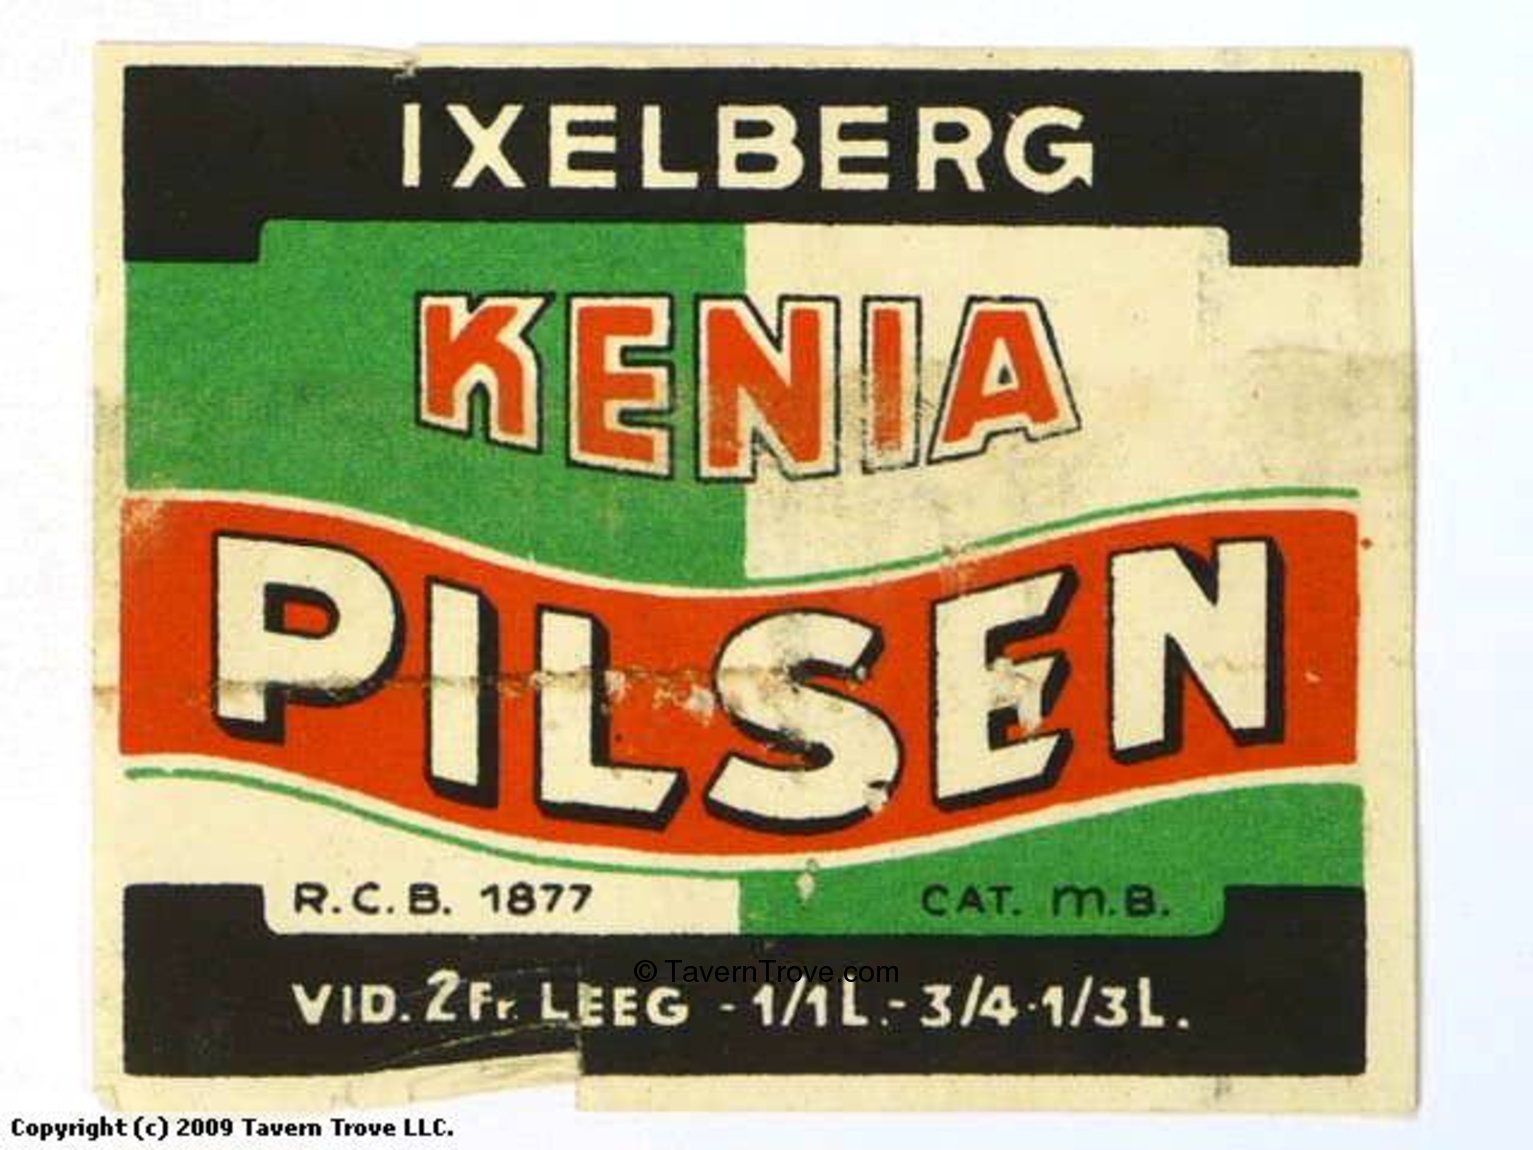 IXELBERG
KENIA
PILSEN
R.C.B. 1877
CAT. M.B.
© TavernTrove.com
VID. 2Fr. LEEG - 1/1L.- 3/4-1/3L.
Copyright (c) 2009 Tavern Trove LLC.